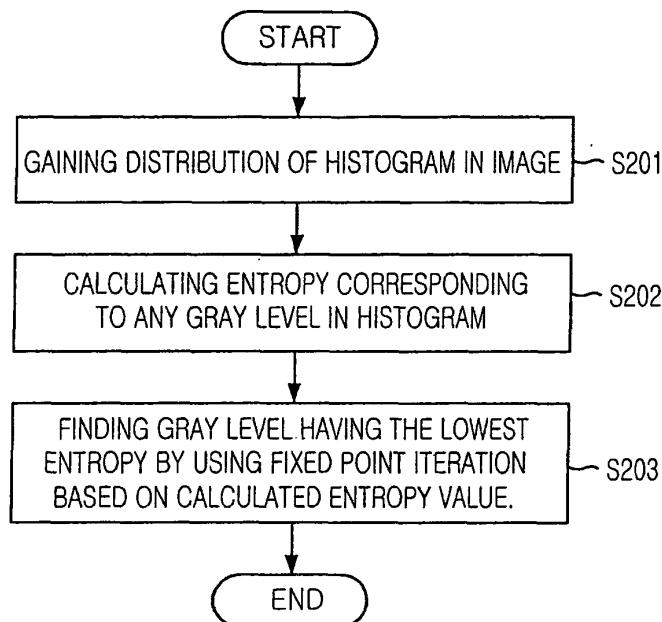 START
GAINING DISTRIBUTION OF HISTOGRAM IN IMAGE
S201
CALCULATING ENTROPY CORRESPONDING
TO ANY GRAY LEVEL IN HISTOGRAM
S202
FINDING GRAY LEVEL HAVING THE LOWEST
ENTROPY BY USING FIXED POINT ITERATION
BASED ON CALCULATED ENTROPY VALUE.
S203
END